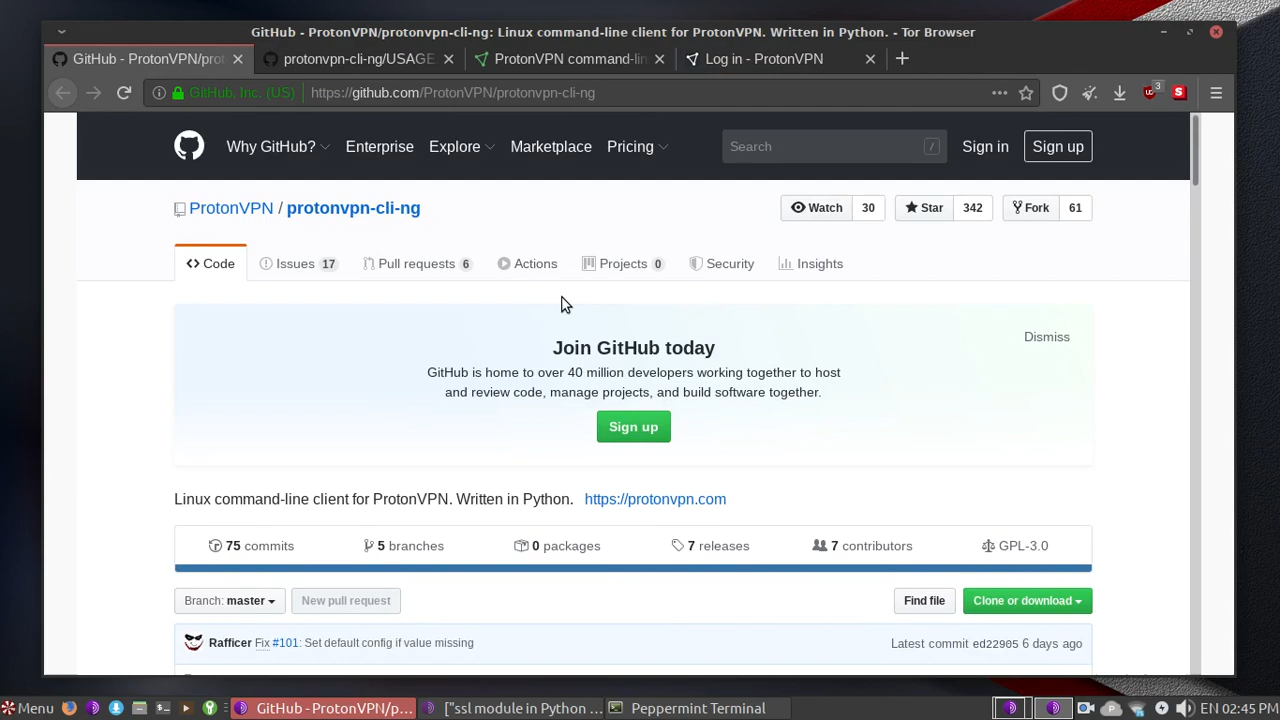 GitHub - ProtonVPN/protonvpn-cli-ng: Linux command-line client for ProtonVPN. Written in Python. - Tor Browser
GitHub - ProtonVPN/prot
protonvpn-cli-ng/USAGE
ProtonVPN command-lin
Log in - ProtonVPN
GitHub, Inc. (US)
https://github.com/ProtonVPN/protonvpn-cli-ng
3
Why GitHub?
Enterprise
Explore
Marketplace
Pricing
Search
/
Sign in
Sign up
ProtonVPN / protonvpn-cli-ng
Watch 30
Star 342
Fork 61
Code
Issues 17
Pull requests 6
Actions
Projects 0
Security
Insights
Join GitHub today
Dismiss
GitHub is home to over 40 million developers working together to host
and review code, manage projects, and build software together.
Sign up
Linux command-line client for ProtonVPN. Written in Python. https://protonvpn.com
75 commits
5 branches
0 packages
7 releases
7 contributors
GPL-3.0
Branch: master
New pull request
Find file
Clone or download
Rafficer Fix #101: Set default config if value missing
Latest commit ed22905 6 days ago
Menu
GitHub - ProtonVPN/p...
["ssl module in Python ...
Peppermint Terminal
EN 02:45 PM